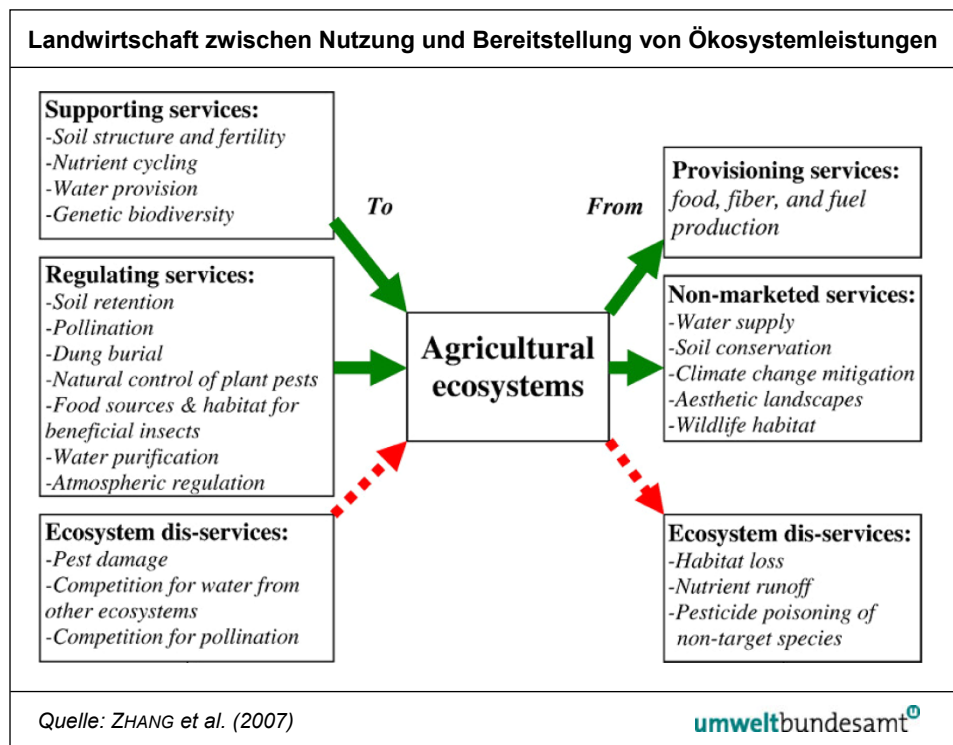 Landwirtschaft zwischen Nutzung und Bereitstellung von Ökosystemleistungen
Supporting services:
-Soil structure and fertility
-Nutrient cycling
-Water provision
-Genetic biodiversity
Regulating services:
-Soil retention
-Pollination
-Dung burial
-Natural control of plant pests
-Food sources & habitat for
beneficial insects
-Water purification
-Atmospheric regulation
Ecosystem dis-services:
-Pest damage
-Competition for water from
other ecosystems
-Competition for pollination
To
From
Agricultural
ecosystems
Provisioning services:
food, fiber, and fuel
production
Non-marketed services:
-Water supply
-Soil conservation
-Climate change mitigation
-Aesthetic landscapes
-Wildlife habitat
Ecosystem dis-services:
-Habitat loss
-Nutrient runoff
-Pesticide poisoning of
non-target species
Quelle: ZHANG et al. (2007)
umweltbundesamt u